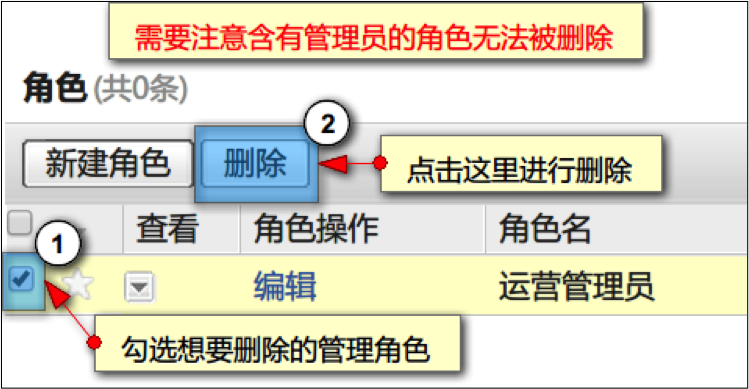 需要注意含有管理员的角色无法被删除
角色(共0条)
2
新建角色 删除 点击这里进行删除
查看 角色操作 角色名
1
编辑 运营管理员
勾选想要删除的管理角色